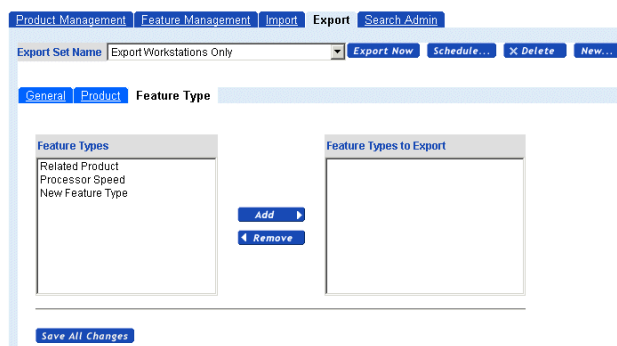 Product Management Feature Management Import Export Search Admin
Export Set Name Export Workstations Only Export Now Schedule... X Delete New...
General Product Feature Type
Feature Types Feature Types to Export
Related Product
Processor Speed
New Feature Type
Add
Remove
Save All Changes